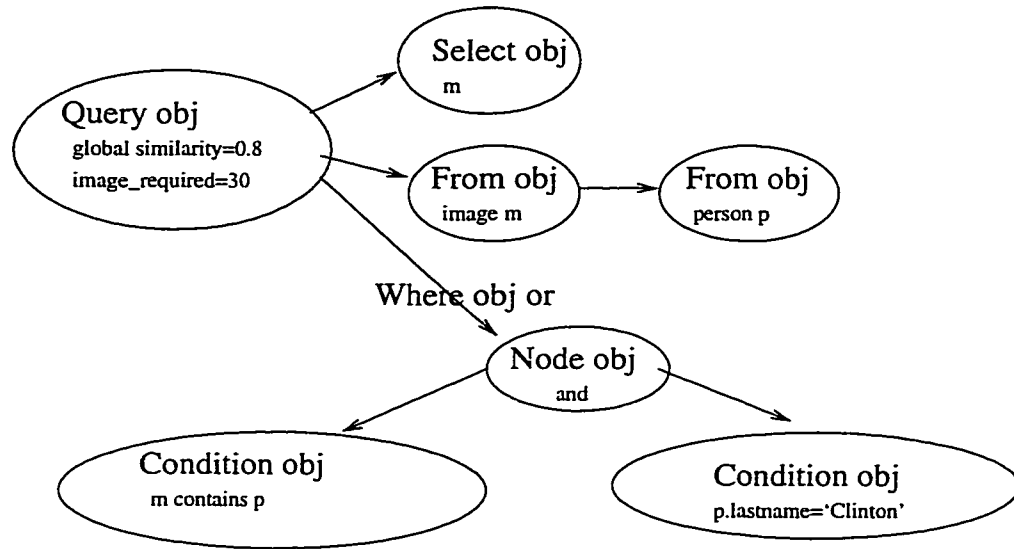 Select obj
m
Query obj
global similarity=0.8
image_required=30
From obj
image m
From obj
person p
Where obj or
Node obj
and
Condition obj
m contains p
Condition obj
p.lastname=‘Clinton’